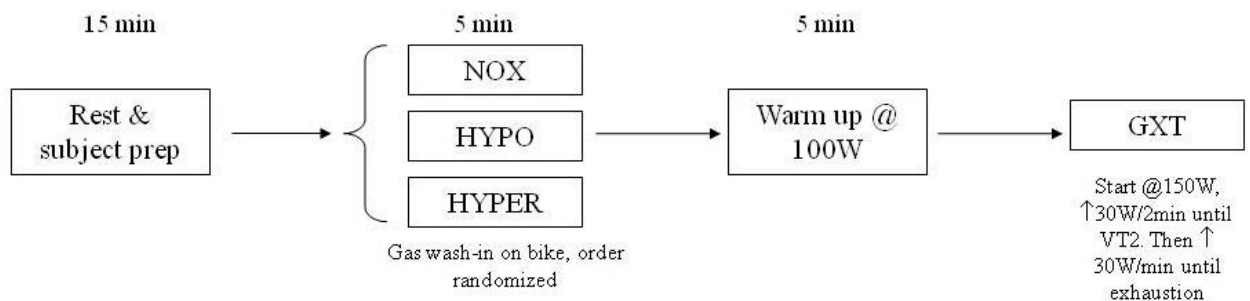 15 min
5 min
5 min
Rest &
subject prep
NOX
HYPO
HYPER
Gas wash-in on bike, order
randomized
Warm up @
100W
GXT
Start @150W,
↑30W/2min until
VT2. Then ↑
30W/min until
exhaustion